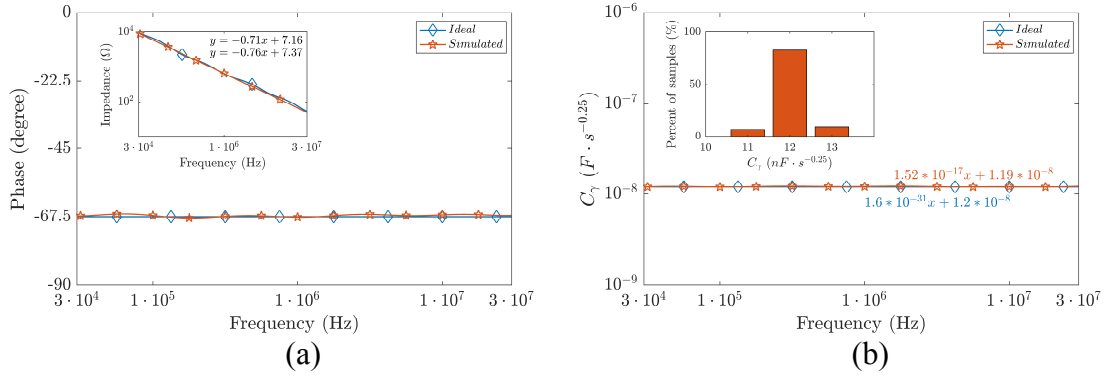 0
-22.5
-45
-67.5
-90
Phase (degree)
3 · 10^4
1 · 10^5
1 · 10^6
1 · 10^7
3 · 10^7
Frequency (Hz)
Ideal
Simulated
10^4
10^2
Impedance (Ω)
y = −0.71x + 7.16
y = −0.76x + 7.37
3 · 10^4
1 · 10^6
3 · 10^7
Frequency (Hz)
(a)
10^-6
10^-7
10^-8
10^-9
C_γ (F · s^−0.25)
3 · 10^4
1 · 10^5
1 · 10^6
1 · 10^7
3 · 10^7
Frequency (Hz)
Ideal
Simulated
100
50
0
Percent of samples (%)
10
11
12
13
C_γ (nF · s^−0.25)
1.52 * 10^−17x + 1.19 * 10^−8
1.6 * 10^−31x + 1.2 * 10^−8
(b)